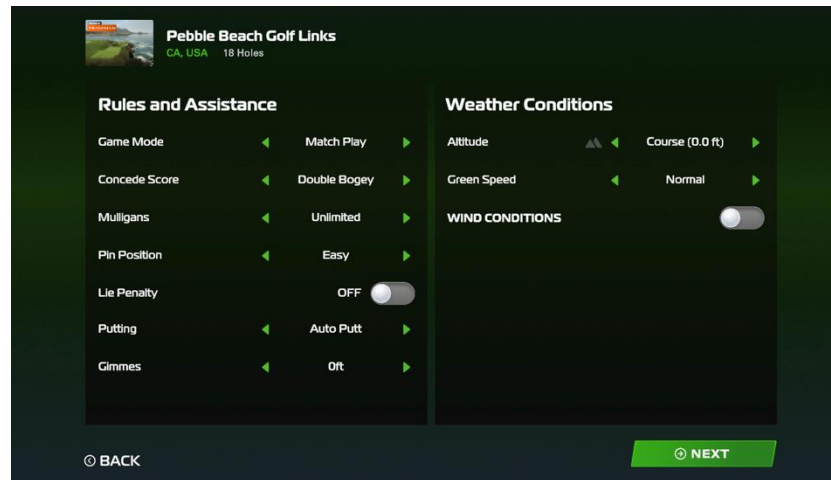 Pebble Beach Golf Links
CA, USA 18 Holes
Rules and Assistance
Game Mode Match Play
Concede Score Double Bogey
Mulligans Unlimited
Pin Position Easy
Lie Penalty OFF
Putting Auto Putt
Gimmes 0ft
Weather Conditions
Altitude Course (0.0 ft)
Green Speed Normal
WIND CONDITIONS
BACK
NEXT